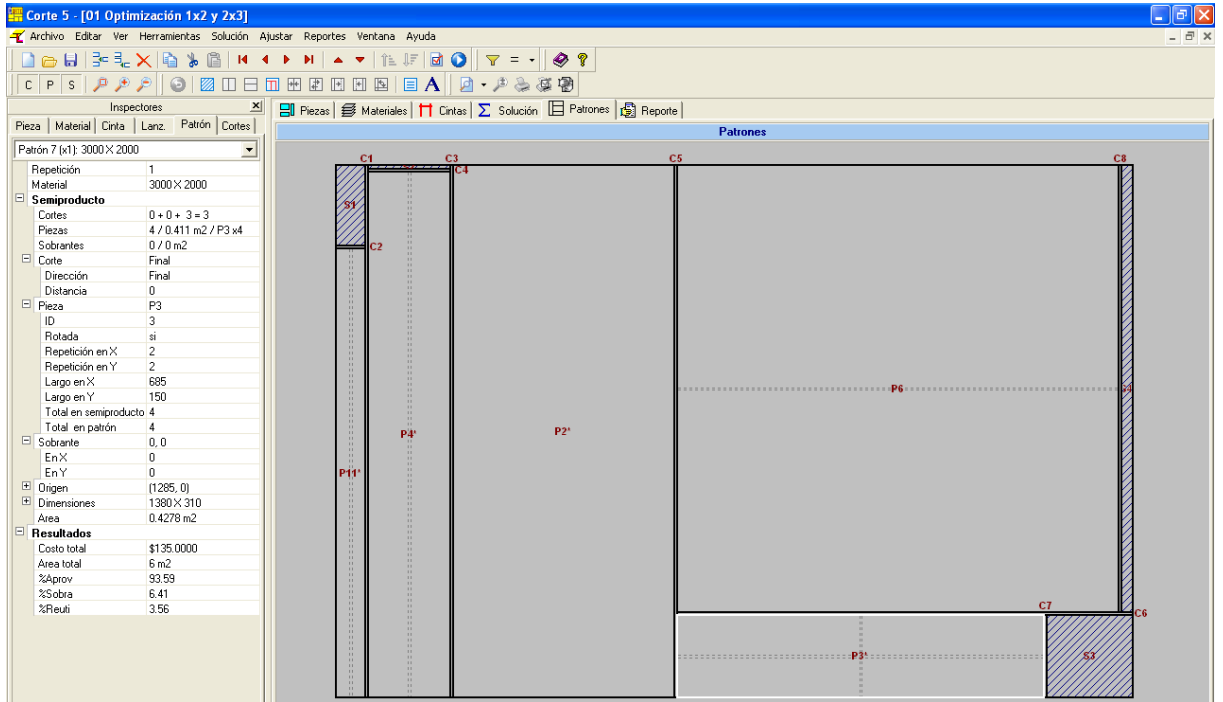 Corte 5 - [01 Optimización 1x2 y 2x3]
Archivo Editar Ver Herramientas Solución Ajustar Reportes Ventana Ayuda
C P S
Inspectores
Pieza Material Cinta Lanz. Patrón Cortes
Patrón 7 (x1): 3000 X 2000
Repetición 1
Material 3000 X 2000
Semiproducto
Cortes 0 + 0 + 3 = 3
Piezas 4 / 0.411 m2 / P3 x4
Sobrantes 0 / 0 m2
Corte Final
Dirección Final
Distancia 0
Pieza P3
ID 3
Rotada si
Repetición en X 2
Repetición en Y 2
Largo en X 685
Largo en Y 150
Total en semiproducto 4
Total en patrón 4
Sobrante 0, 0
En X 0
En Y 0
Origen (1285, 0)
Dimensiones 1380 X 310
Area 0.4278 m2
Resultados
Costo total $135.0000
Area total 6 m2
%Aprov 93.59
%Sobra 6.41
%Reuti 3.56
Piezas Materiales Cintas Solución Patrones Reporte
Patrones
C1 C3 C5 C8
C4
S1
C2
P6
P4*
P2*
P11*
C7
C6
P3*
S3